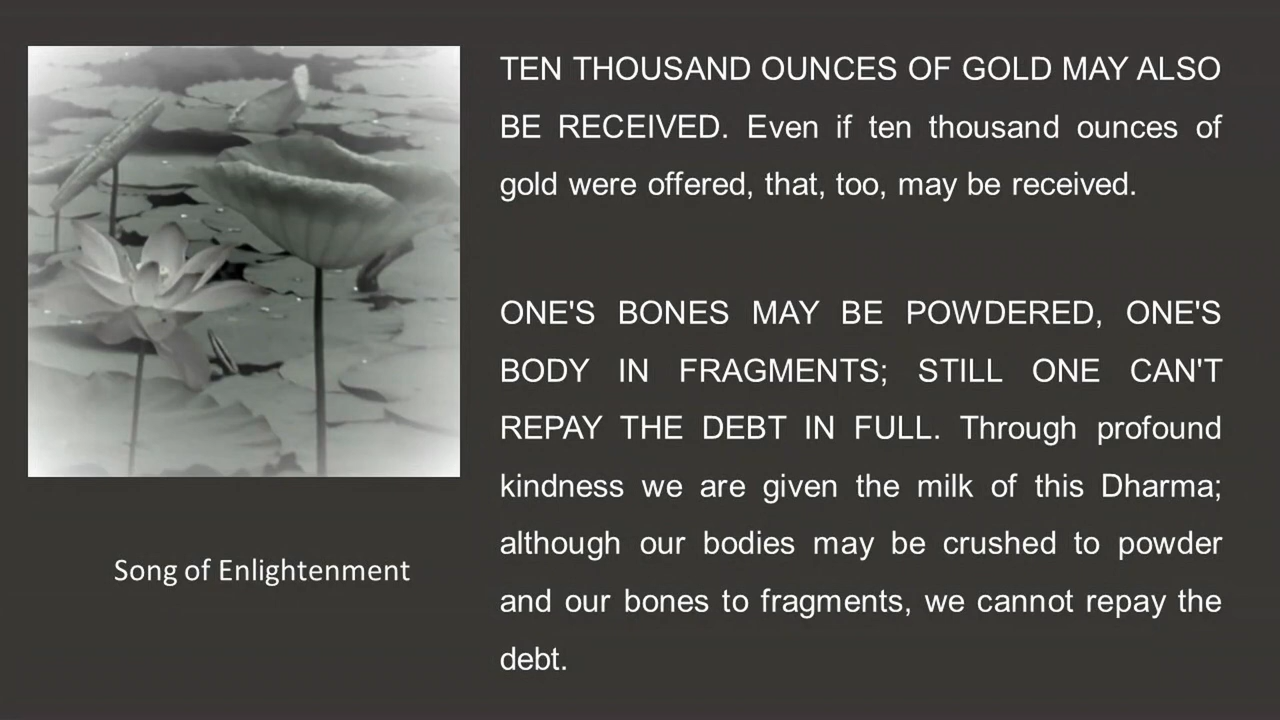 TEN THOUSAND OUNCES OF GOLD MAY ALSO
BE RECEIVED. Even if ten thousand ounces of
gold were offered, that, too, may be received.
ONE'S BONES MAY BE POWDERED, ONE'S
BODY IN FRAGMENTS; STILL ONE CAN'T
REPAY THE DEBT IN FULL. Through profound
kindness we are given the milk of this Dharma;
although our bodies may be crushed to powder
and our bones to fragments, we cannot repay the
debt.
Song of Enlightenment